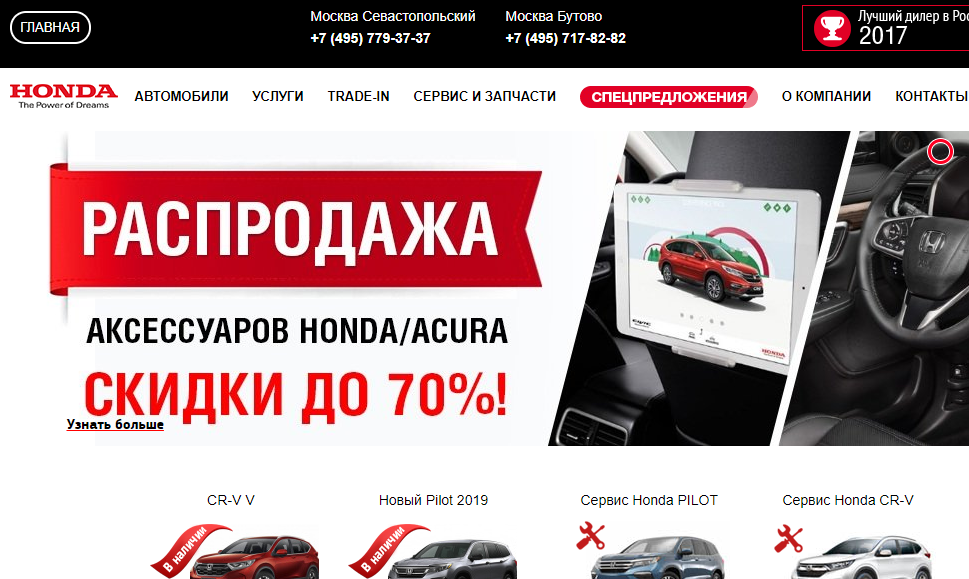 ГЛАВНАЯ
Москва Севастопольский
+7 (495) 779-37-37
Москва Бутово
+7 (495) 717-82-82
Лучший дилер в Рос
2017
HONDA
The Power of Dreams
АВТОМОБИЛИ УСЛУГИ TRADE-IN СЕРВИС И ЗАПЧАСТИ СПЕЦПРЕДЛОЖЕНИЯ О КОМПАНИИ КОНТАКТЫ
РАСПРОДАЖА
АКСЕССУАРОВ HONDA/ACURA
СКИДКИ ДО 70%!
Узнать больше
CIVIC
HONDA
CR-V V
Новый Pilot 2019
Сервис Honda PILOT
Сервис Honda CR-V
В наличии
В наличии